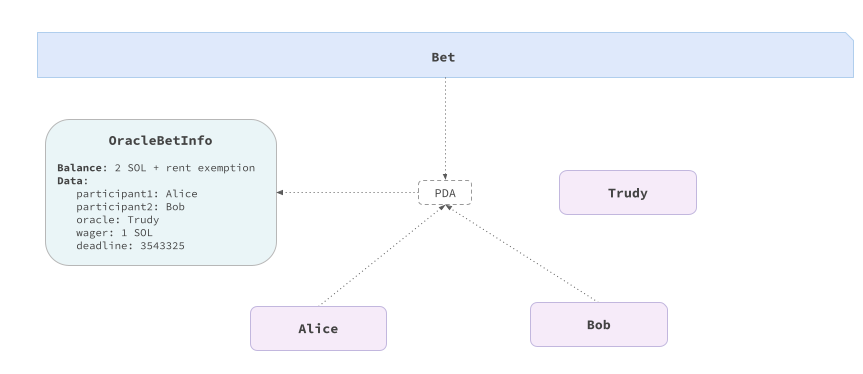 Bet
OracleBetInfo
Balance: 2 SOL + rent exemption
Data:
participant1: Alice
participant2: Bob
oracle: Trudy
wager: 1 SOL
deadline: 3543325
PDA
Trudy
Alice
Bob